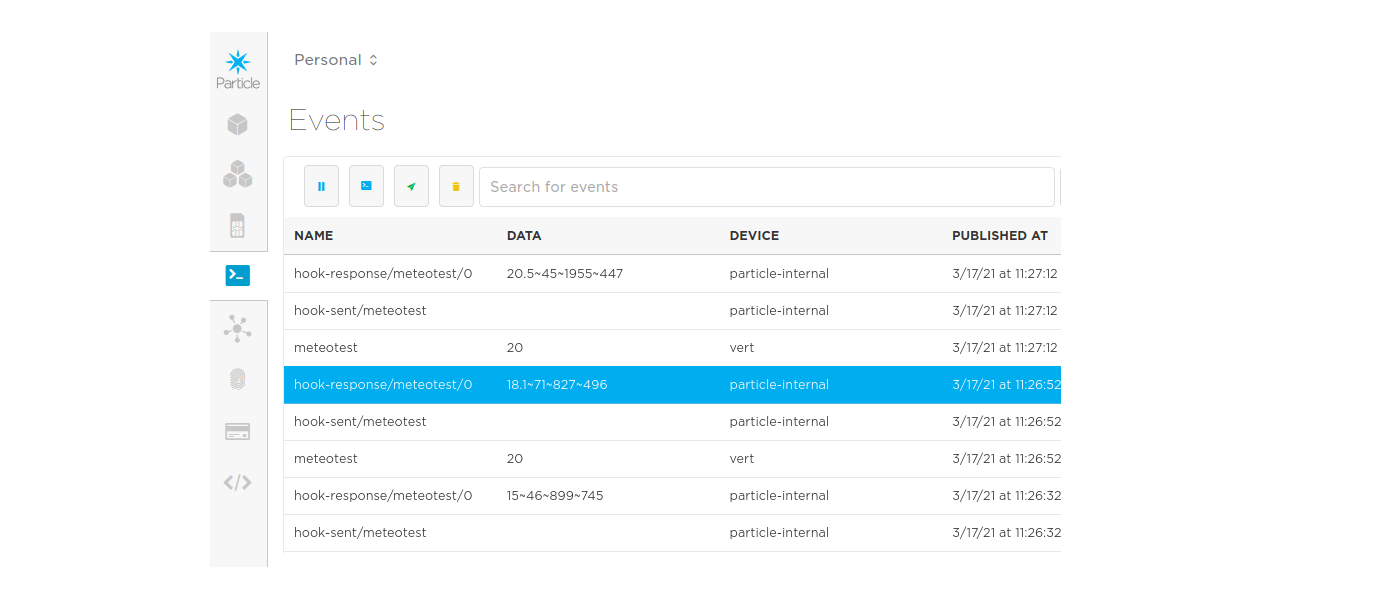 Particle
Personal
Events
Search for events
NAME DATA DEVICE PUBLISHED AT
hook-response/meteotest/0 20.5~45~1955~447 particle-internal 3/17/21 at 11:27:12
hook-sent/meteotest particle-internal 3/17/21 at 11:27:12
meteotest 20 vert 3/17/21 at 11:27:12
hook-response/meteotest/0 18.1~71~827~496 particle-internal 3/17/21 at 11:26:52
hook-sent/meteotest particle-internal 3/17/21 at 11:26:52
meteotest 20 vert 3/17/21 at 11:26:52
hook-response/meteotest/0 15~46~899~745 particle-internal 3/17/21 at 11:26:32
hook-sent/meteotest particle-internal 3/17/21 at 11:26:32